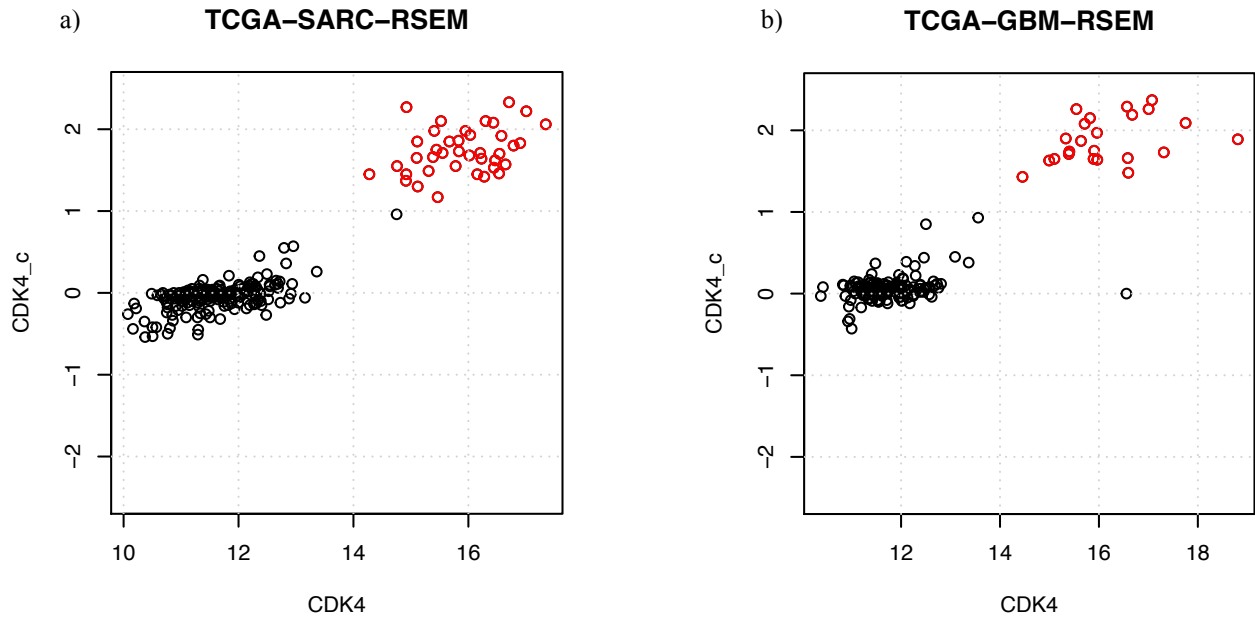 a)
TCGA−SARC−RSEM
CDK4_c
2
1
0
−1
−2
10
12
14
16
CDK4
b)
TCGA−GBM−RSEM
CDK4_c
2
1
0
−1
−2
12
14
16
18
CDK4